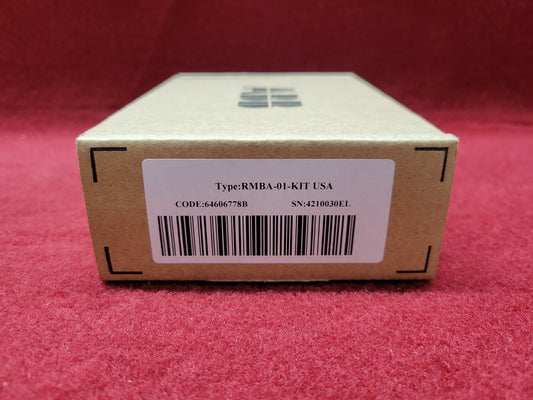 Type:RMBA-01-KIT USA
CODE:64606778B SN:4210030EL